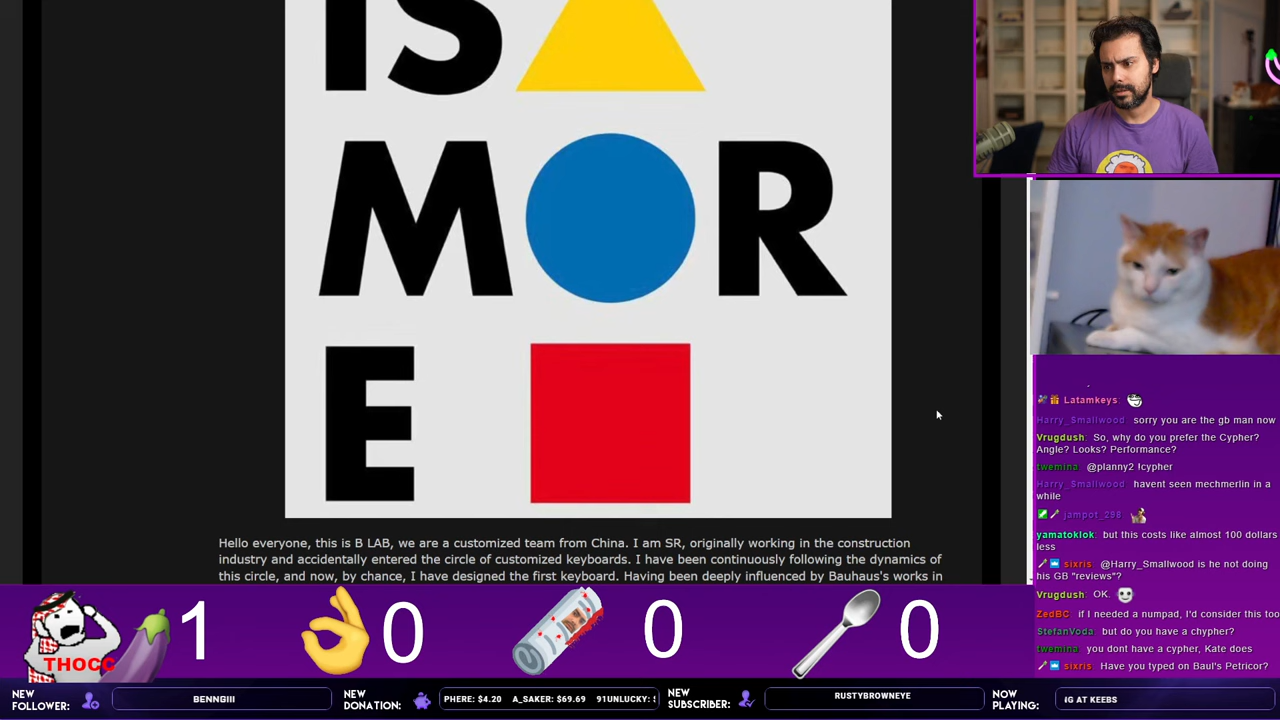 IS
M R
E
Hello everyone, this is B LAB, we are a customized team from China. I am SR, originally working in the construction
industry and accidentally entered the circle of customized keyboards. I have been continuously following the dynamics of
this circle, and now, by chance, I have designed the first keyboard. Having been deeply influenced by Bauhaus's works in
Latamkeys:
Harry_Smallwood sorry you are the gb man now
Vrugdush: So, why do you prefer the Cypher?
Angle? Looks? Performance?
twemina: @planny2 !cypher
Harry_Smallwood: havent seen mechmerlin in a
while
jampot_298:
yamatoklok: but this costs like almost 100 dollars
less
sixris: @Harry_Smallwood is he not doing
his GB "reviews"?
Vrugdush: OK.
ZedBC: if I needed a numpad, I'd consider this too
StefanVoda: but do you have a chypher?
twemina: you dont have a cypher, Kate does
sixris: Have you typed on Baul's Petricor?
THOCC
1
0
0
0
NEW
FOLLOWER:
BENNGIII
NEW
DONATION:
PHERE: $4.20 A_SAKER: $69.69 91UNLUCKY:
NEW
SUBSCRIBER:
RUSTYBROWNEYE
NOW
PLAYING:
IG AT KEEBS